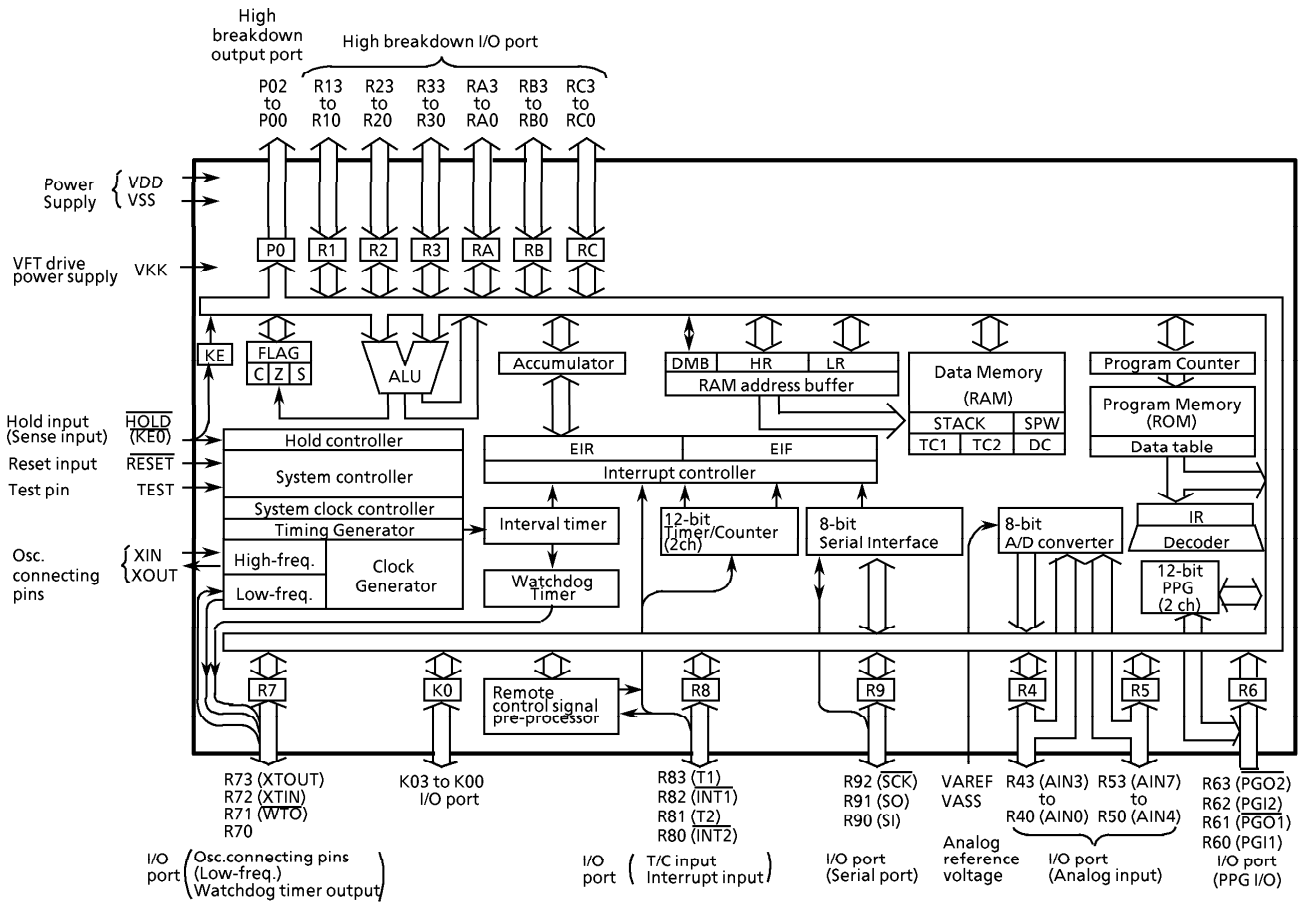 High
breakdown
output port
High breakdown I/O port
P02
to
P00
R13
to
R10
R23
to
R20
R33
to
R30
RA3
to
RA0
RB3
to
RB0
RC3
to
RC0
Power
Supply
VDD
VSS
VFT drive
power supply
VKK
P0
R1
R2
R3
RA
RB
RC
KE
FLAG
C Z S
ALU
Accumulator
DMB HR LR
RAM address buffer
Data Memory
(RAM)
STACK SPW
TC1 TC2 DC
Program Counter
Program Memory
(ROM)
Data table
Hold input
(Sense input)
HOLD
(KE0)
Reset input
RESET
Test pin
TEST
Osc.
connecting
pins
XIN
XOUT
Hold controller
System controller
System clock controller
Timing Generator
High-freq.
Low-freq.
Clock
Generator
EIR EIF
Interrupt controller
Interval timer
Watchdog
Timer
12-bit
Timer/Counter
(2ch)
8-bit
Serial Interface
8-bit
A/D converter
IR
Decoder
12-bit
PPG
(2 ch)
R7
K0
Remote
control signal
pre-processor
R8
R9
R4
R5
R6
R73 (XTOUT)
R72 (XTIN)
R71 (WTO)
R70
I/O
port
Osc.connecting pins
(Low-freq.)
Watchdog timer output
K03 to K00
I/O port
R83 (T1)
R82 (INT1)
R81 (T2)
R80 (INT2)
I/O
port
T/C input
Interrupt input
R92 (SCK)
R91 (SO)
R90 (SI)
I/O port
(Serial port)
VAREF
VASS
Analog
reference
voltage
R43 (AIN3)
to
R40 (AIN0)
R53 (AIN7)
to
R50 (AIN4)
I/O port
(Analog input)
R63 (PGO2)
R62 (PGI2)
R61 (PGO1)
R60 (PGI1)
I/O port
(PPG I/O)